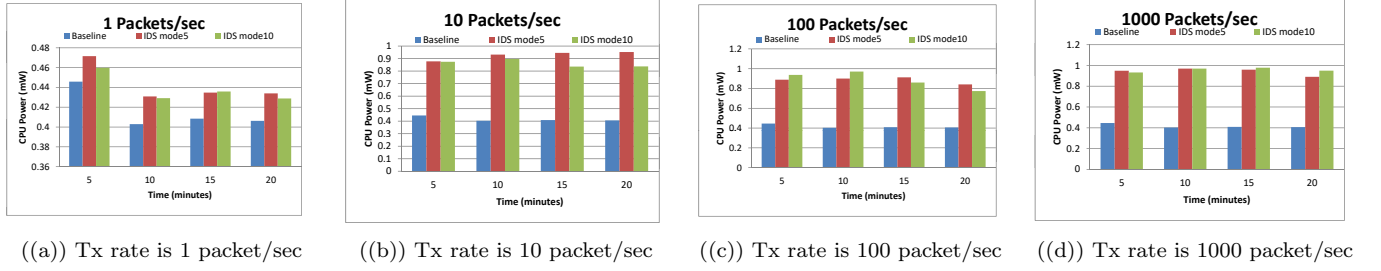 1 Packets/sec
Baseline IDS mode5 IDS mode10
CPU Power (mW)
0.48
0.46
0.44
0.42
0.4
0.38
0.36
5 10 15 20
Time (minutes)
((a)) Tx rate is 1 packet/sec
10 Packets/sec
Baseline IDS mode5 IDS mode10
CPU Power (mW)
1
0.9
0.8
0.7
0.6
0.5
0.4
0.3
0.2
0.1
0
5 10 15 20
Time (minutes)
((b)) Tx rate is 10 packet/sec
100 Packets/sec
Baseline IDS mode5 IDS mode10
CPU Power (mW)
1.2
1
0.8
0.6
0.4
0.2
0
5 10 15 20
Time (minutes)
((c)) Tx rate is 100 packet/sec
1000 Packets/sec
Baseline IDS mode5 IDS mode10
CPU Power (mW)
1.2
1
0.8
0.6
0.4
0.2
0
5 10 15 20
Time (minutes)
((d)) Tx rate is 1000 packet/sec